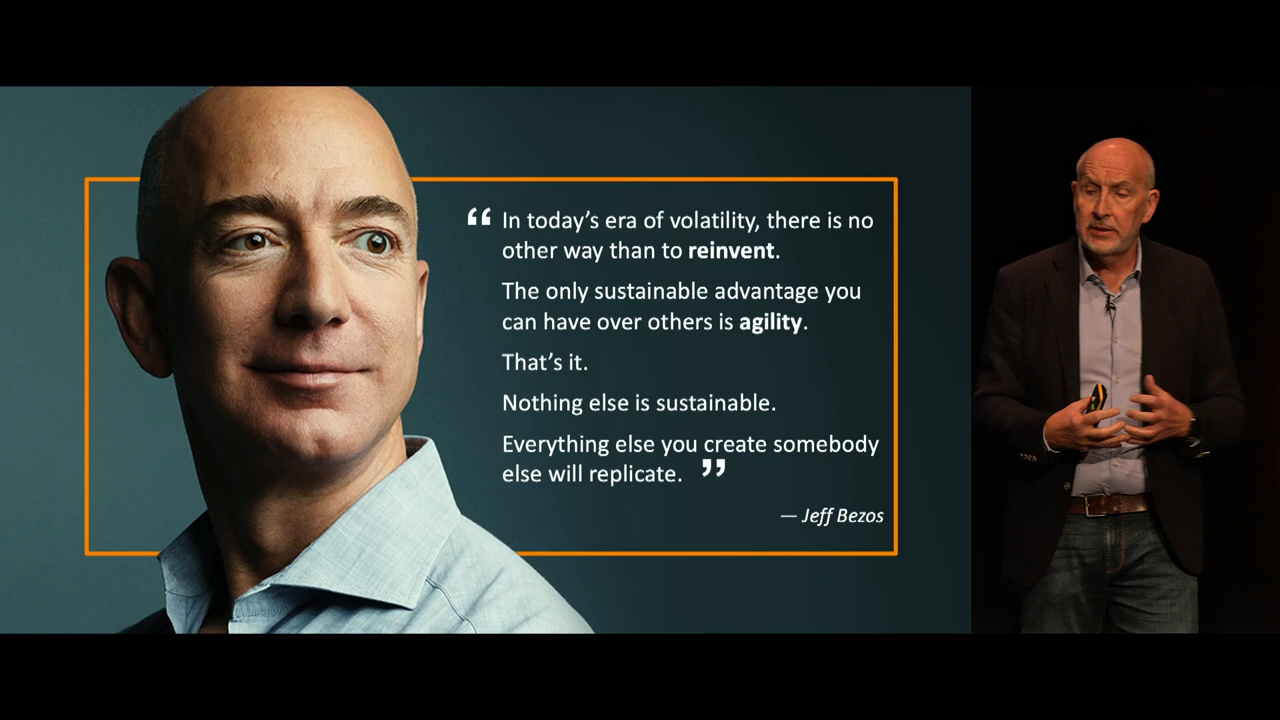 “ In today’s era of volatility, there is no
other way than to reinvent.
The only sustainable advantage you
can have over others is agility.
That’s it.
Nothing else is sustainable.
Everything else you create somebody
else will replicate. ”
— Jeff Bezos